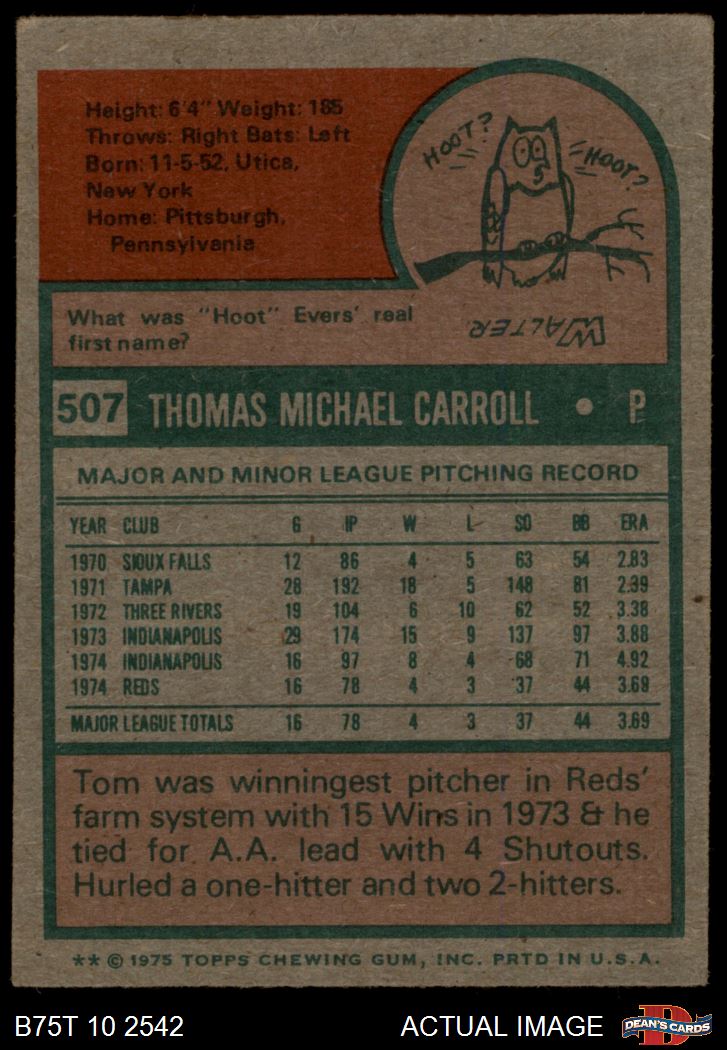 Height: 6'4" Weight: 185
Throws: Right Bats: Left
Born: 11-5-52, Utica,
New York
Home: Pittsburgh,
Pennsylvania
HOOT?
HOOT?
What was "Hoot" Evers' real
first name?
WALTER
507 THOMAS MICHAEL CARROLL • P
MAJOR AND MINOR LEAGUE PITCHING RECORD
YEAR CLUB G IP W L SO BB ERA
1970 SIOUX FALLS 12 86 4 5 63 54 2.83
1971 TAMPA 28 192 18 5 148 81 2.39
1972 THREE RIVERS 19 104 6 10 62 52 3.38
1973 INDIANAPOLIS 29 174 15 9 137 97 3.88
1974 INDIANAPOLIS 16 97 8 4 68 71 4.92
1974 REDS 16 78 4 3 37 44 3.69
MAJOR LEAGUE TOTALS 16 78 4 3 37 44 3.69
Tom was winningest pitcher in Reds'
farm system with 15 Wins in 1973 & he
tied for A.A. lead with 4 Shutouts.
Hurled a one-hitter and two 2-hitters.
** © 1975 TOPPS CHEWING GUM, INC. PRTD IN U.S.A.
B75T 10 2542 ACTUAL IMAGE DEAN'S CARDS